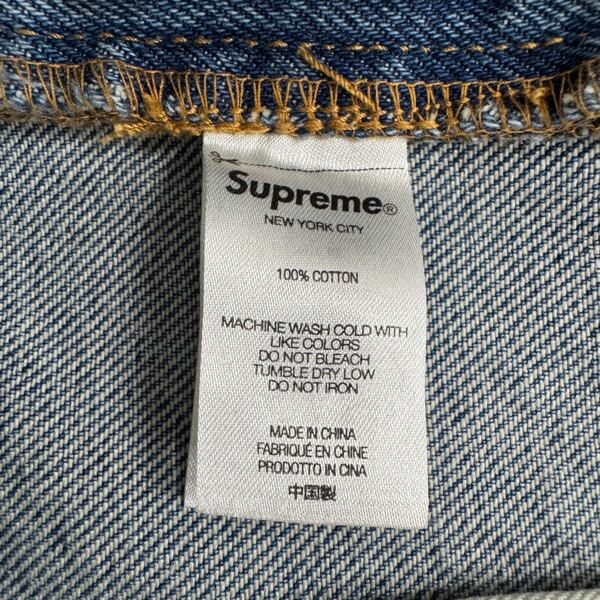 Supreme®
NEW YORK CITY
100% COTTON
MACHINE WASH COLD WITH
LIKE COLORS
DO NOT BLEACH
TUMBLE DRY LOW
DO NOT IRON
MADE IN CHINA
FABRIQUÉ EN CHINE
PRODOTTO IN CINA
中国製